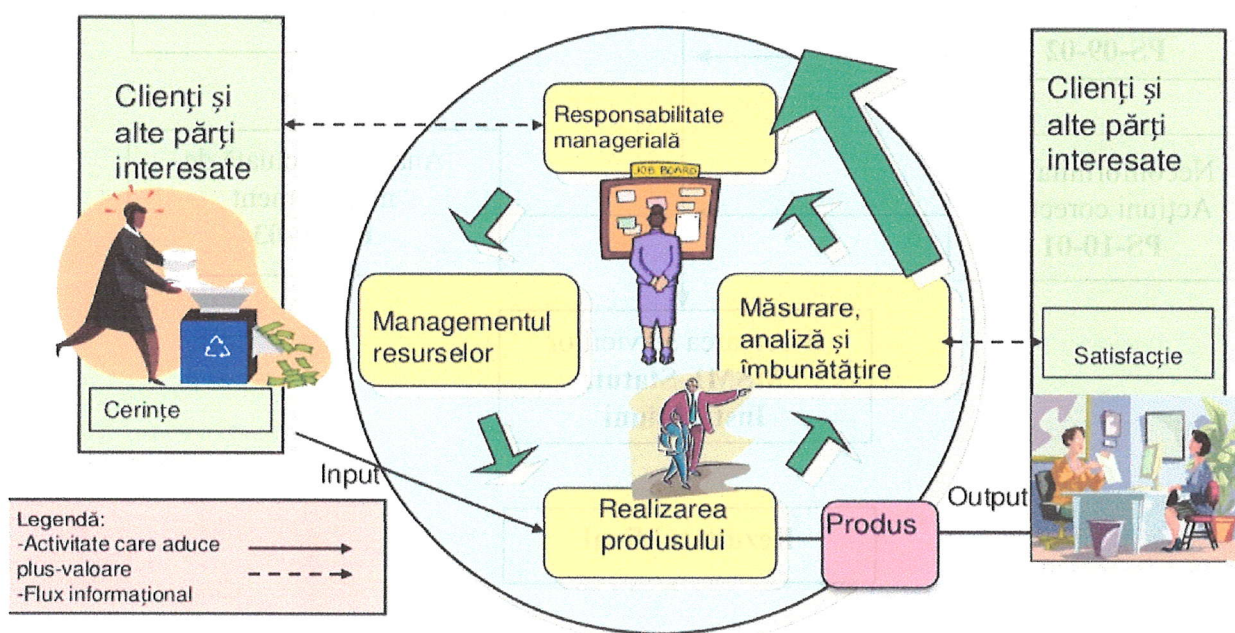 Clienți și
alte părți
interesate
Cerințe
Input
Legendă:
-Activitate care aduce
plus-valoare
-Flux informațional
Responsabilitate
managerială
JOB BOARD
Managementul
resurselor
Măsurare,
analiză și
îmbunătățire
Realizarea
produsului
Produs
Output
Clienți și
alte părți
interesate
Satisfacție
PS-09-02
Acțiuni corec
PS-10-01